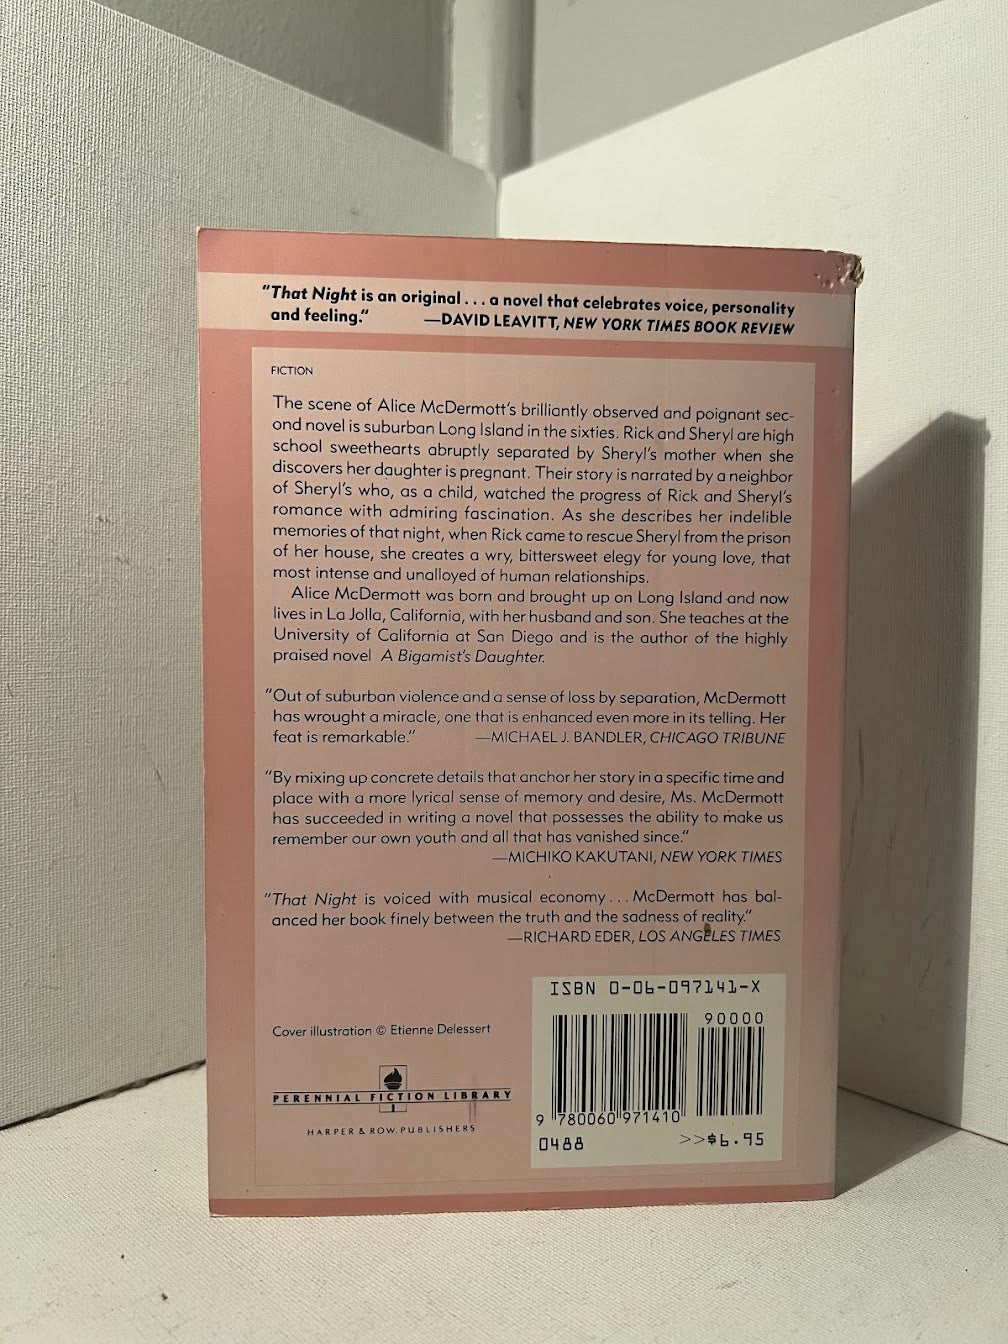 "That Night is an original . . . a novel that celebrates voice, personality
and feeling." —DAVID LEAVITT, NEW YORK TIMES BOOK REVIEW
FICTION
The scene of Alice McDermott's brilliantly observed and poignant sec-
ond novel is suburban Long Island in the sixties. Rick and Sheryl are high
school sweethearts abruptly separated by Sheryl's mother when she
discovers her daughter is pregnant. Their story is narrated by a neighbor
of Sheryl's who, as a child, watched the progress of Rick and Sheryl's
romance with admiring fascination. As she describes her indelible
memories of that night, when Rick came to rescue Sheryl from the prison
of her house, she creates a wry, bittersweet elegy for young love, that
most intense and unalloyed of human relationships.
Alice McDermott was born and brought up on Long Island and now
lives in La Jolla, California, with her husband and son. She teaches at the
University of California at San Diego and is the author of the highly
praised novel A Bigamist's Daughter.
"Out of suburban violence and a sense of loss by separation, McDermott
has wrought a miracle, one that is enhanced even more in its telling. Her
feat is remarkable." —MICHAEL J. BANDLER, CHICAGO TRIBUNE
"By mixing up concrete details that anchor her story in a specific time and
place with a more lyrical sense of memory and desire, Ms. McDermott
has succeeded in writing a novel that possesses the ability to make us
remember our own youth and all that has vanished since."
—MICHIKO KAKUTANI, NEW YORK TIMES
"That Night is voiced with musical economy . . . McDermott has bal-
anced her book finely between the truth and the sadness of reality."
—RICHARD EDER, LOS ANGELES TIMES
ISBN 0-06-097141-X
90000
Cover illustration © Etienne Delessert
PERENNIAL FICTION LIBRARY
HARPER & ROW, PUBLISHERS
9 780060 971410
0488 >>$6.95